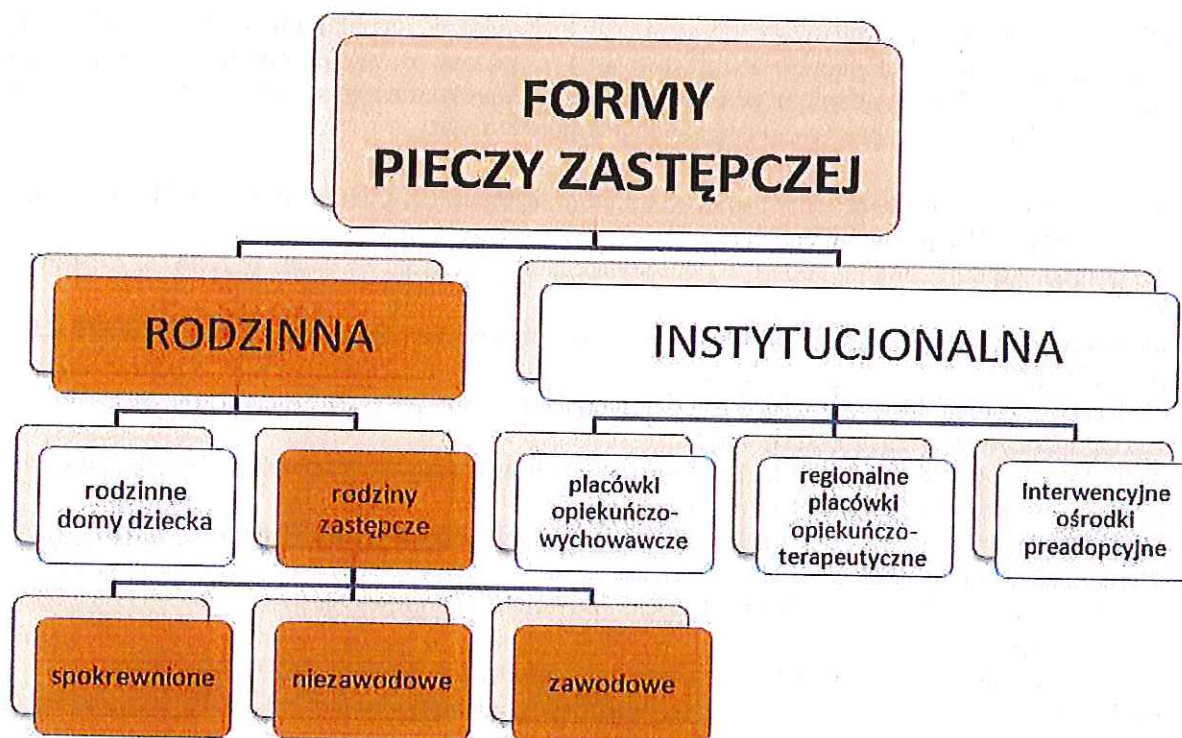 FORMY
PIECZY ZASTĘPCZEJ
RODZINNA
INSTYTUCJONALNA
rodzinne
domy dziecka
rodziny
zastępcze
placówki
opiekuńczo-
wychowawcze
regionalne
placówki
opiekuńczo-
terapeutyczne
interwencyjne
ośrodki
preadopcyjne
spokrewnione
niezawodowe
zawodowe